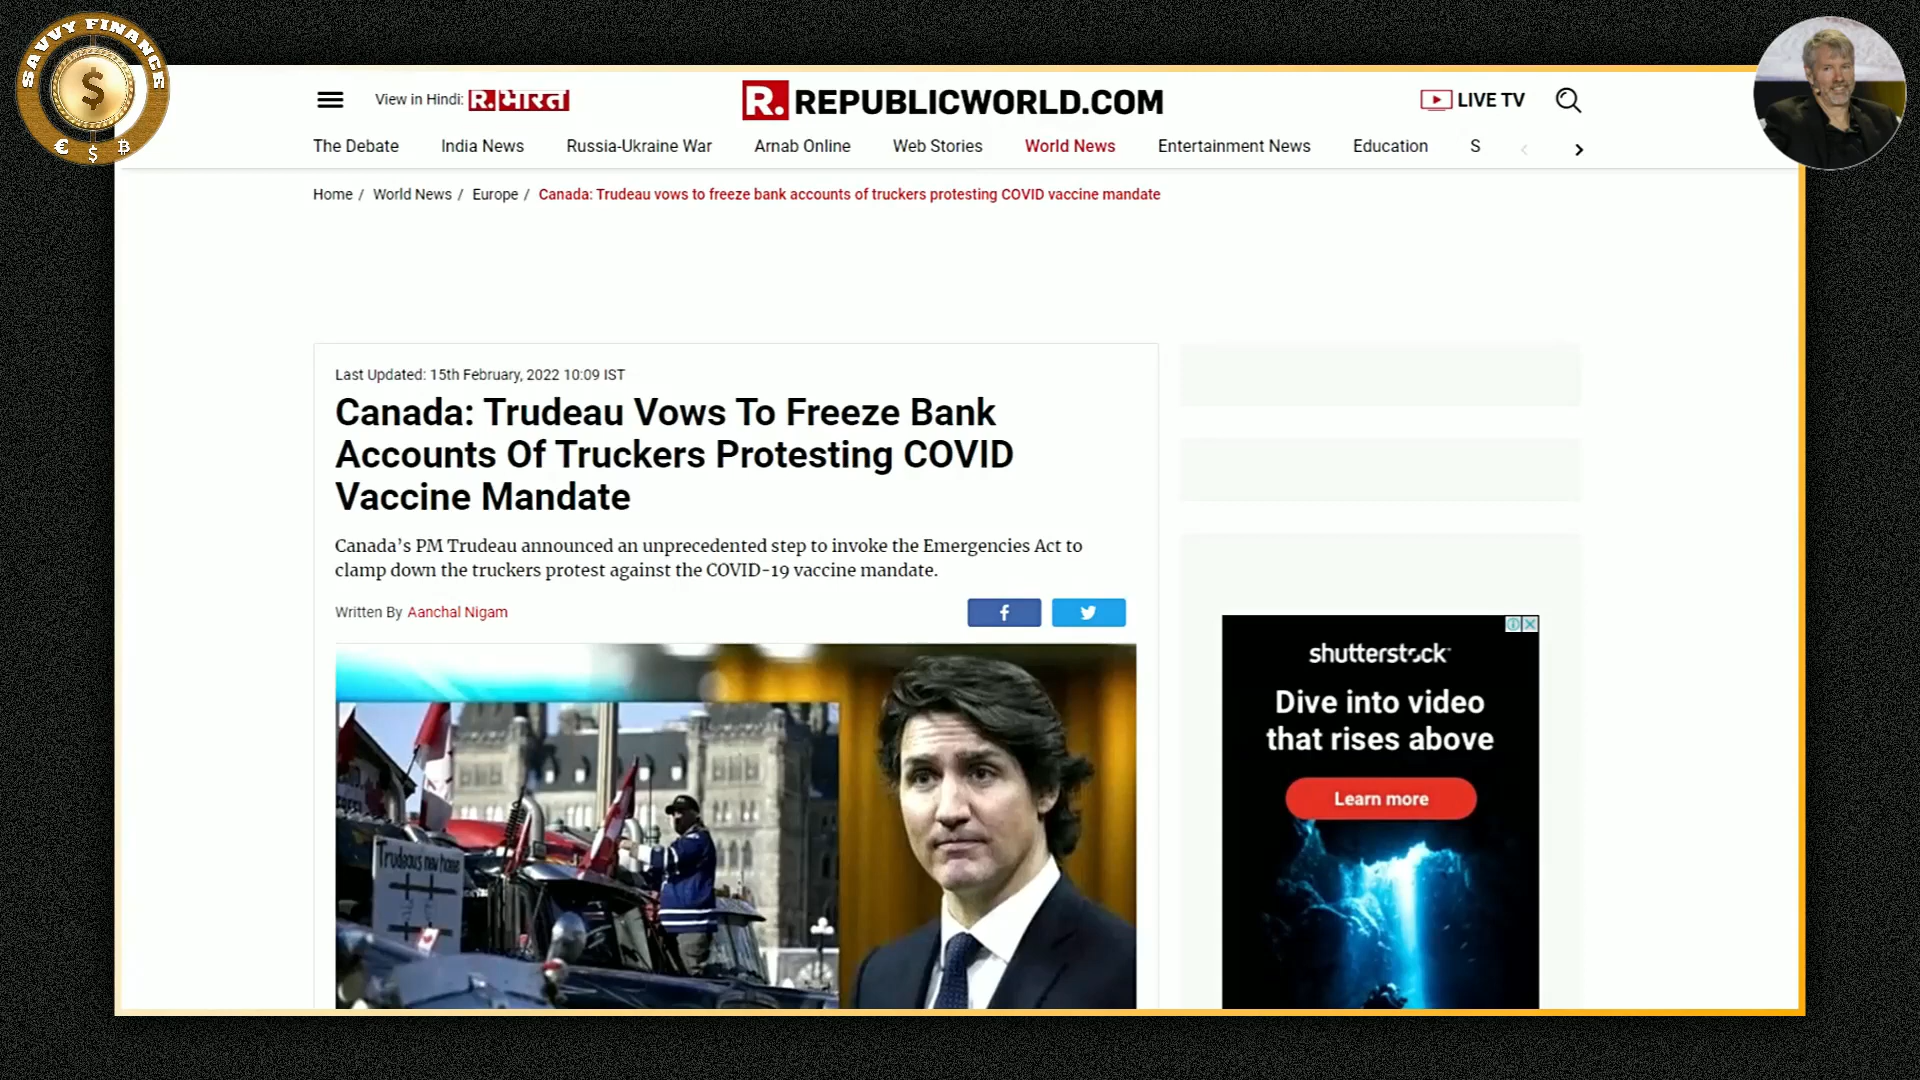 SAVVY FINANCE
$
€ $ ₿
View in Hindi: R. भारत
R. REPUBLICWORLD.COM
LIVE TV
The Debate India News Russia-Ukraine War Arnab Online Web Stories World News Entertainment News Education S
Home / World News / Europe / Canada: Trudeau vows to freeze bank accounts of truckers protesting COVID vaccine mandate
Last Updated: 15th February, 2022 10:09 IST
Canada: Trudeau Vows To Freeze Bank
Accounts Of Truckers Protesting COVID
Vaccine Mandate
Canada’s PM Trudeau announced an unprecedented step to invoke the Emergencies Act to
clamp down the truckers protest against the COVID-19 vaccine mandate.
Written By Aanchal Nigam
f
Trudeaus new
shutterstock
Dive into video
that rises above
Learn more